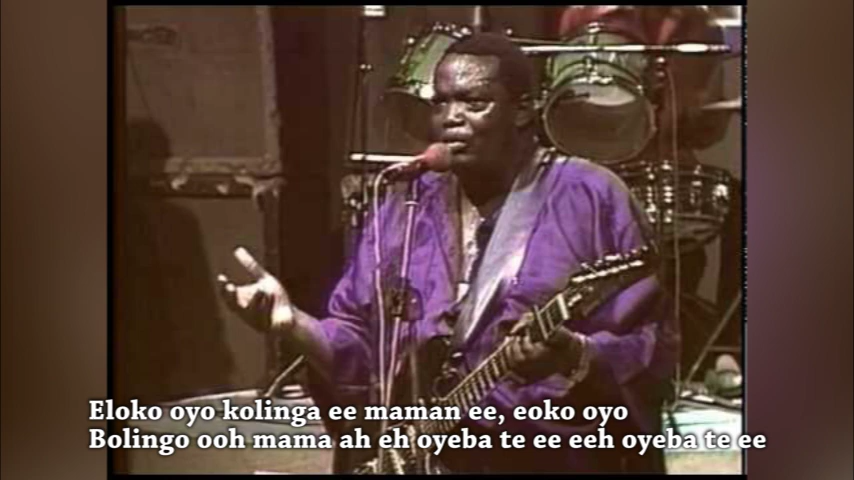 Eloko oyo kolinga ee maman ee, eoko oyo
Bolingo ooh mama ah eh oyeba te ee eeh oyeba te ee